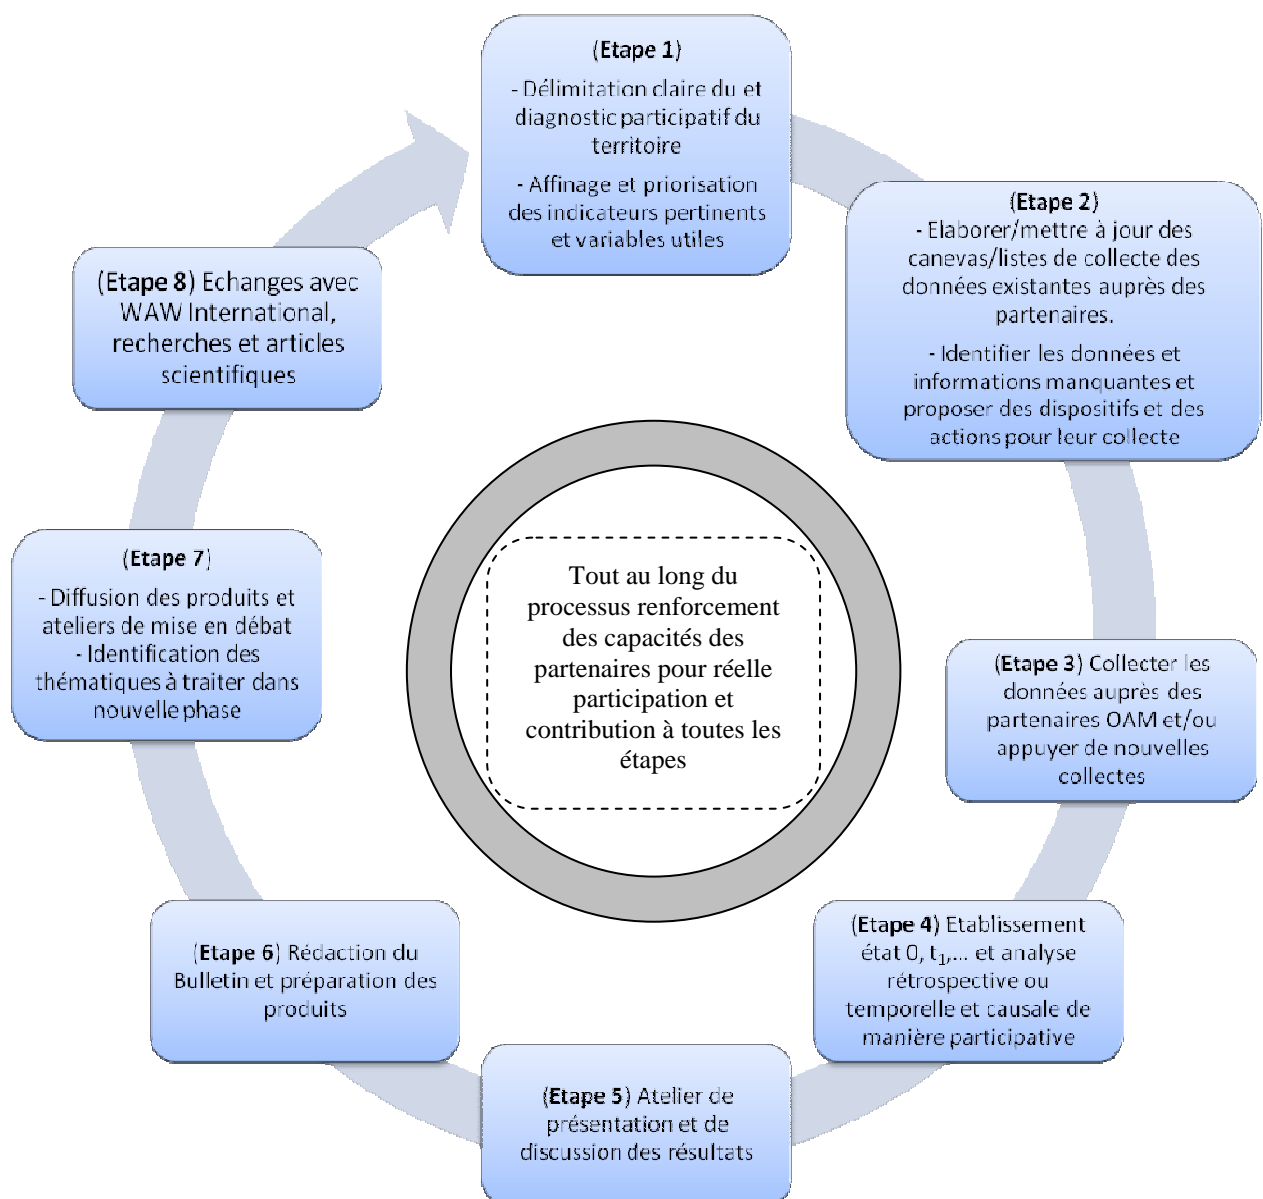 (Etape 1)
- Délimitation claire du et
diagnostic participatif du
territoire
- Affinage et priorisation
des indicateurs pertinents
et variables utiles
(Etape 2)
- Elaborer/mettre à jour des
canevas/listes de collecte des
données existantes auprès des
partenaires.
- Identifier les données et
informations manquantes et
proposer des dispositifs et des
actions pour leur collecte
(Etape 3) Collecter les
données auprès des
partenaires OAM et/ou
appuyer de nouvelles
collectes
(Etape 4) Etablissement
état 0, t₁,... et analyse
rétrospective ou
temporelle et causale de
manière participative
(Etape 5) Atelier de
présentation et de
discussion des résultats
(Etape 6) Rédaction du
Bulletin et préparation des
produits
(Etape 7)
- Diffusion des produits et
ateliers de mise en débat
- Identification des
thématiques à traiter dans
nouvelle phase
(Etape 8) Echanges avec
WAW International,
recherches et articles
scientifiques
Tout au long du
processus renforcement
des capacités des
partenaires pour réelle
participation et
contribution à toutes les
étapes